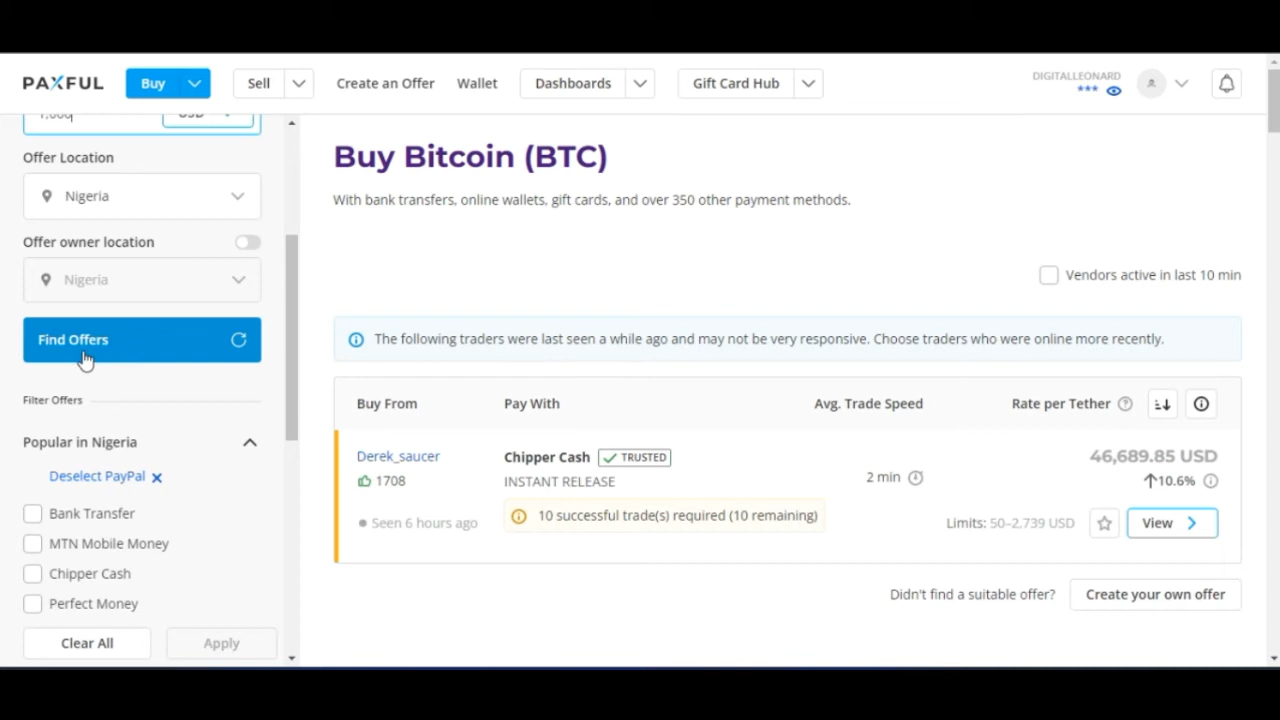 PAXFUL Buy Sell Create an Offer Wallet Dashboards Gift Card Hub DIGITALLEONARD
***
1,000 USD
Offer Location
Nigeria
Offer owner location
Nigeria
Find Offers
Filter Offers
Popular in Nigeria
Deselect PayPal ×
Bank Transfer
MTN Mobile Money
Chipper Cash
Perfect Money
Clear All Apply
Buy Bitcoin (BTC)
With bank transfers, online wallets, gift cards, and over 350 other payment methods.
Vendors active in last 10 min
The following traders were last seen a while ago and may not be very responsive. Choose traders who were online more recently.
Buy From Pay With Avg. Trade Speed Rate per Tether
Derek_saucer Chipper Cash TRUSTED 46,689.85 USD
1708 INSTANT RELEASE 2 min ↑10.6%
Seen 6 hours ago 10 successful trade(s) required (10 remaining) Limits: 50–2,739 USD View
Didn't find a suitable offer? Create your own offer